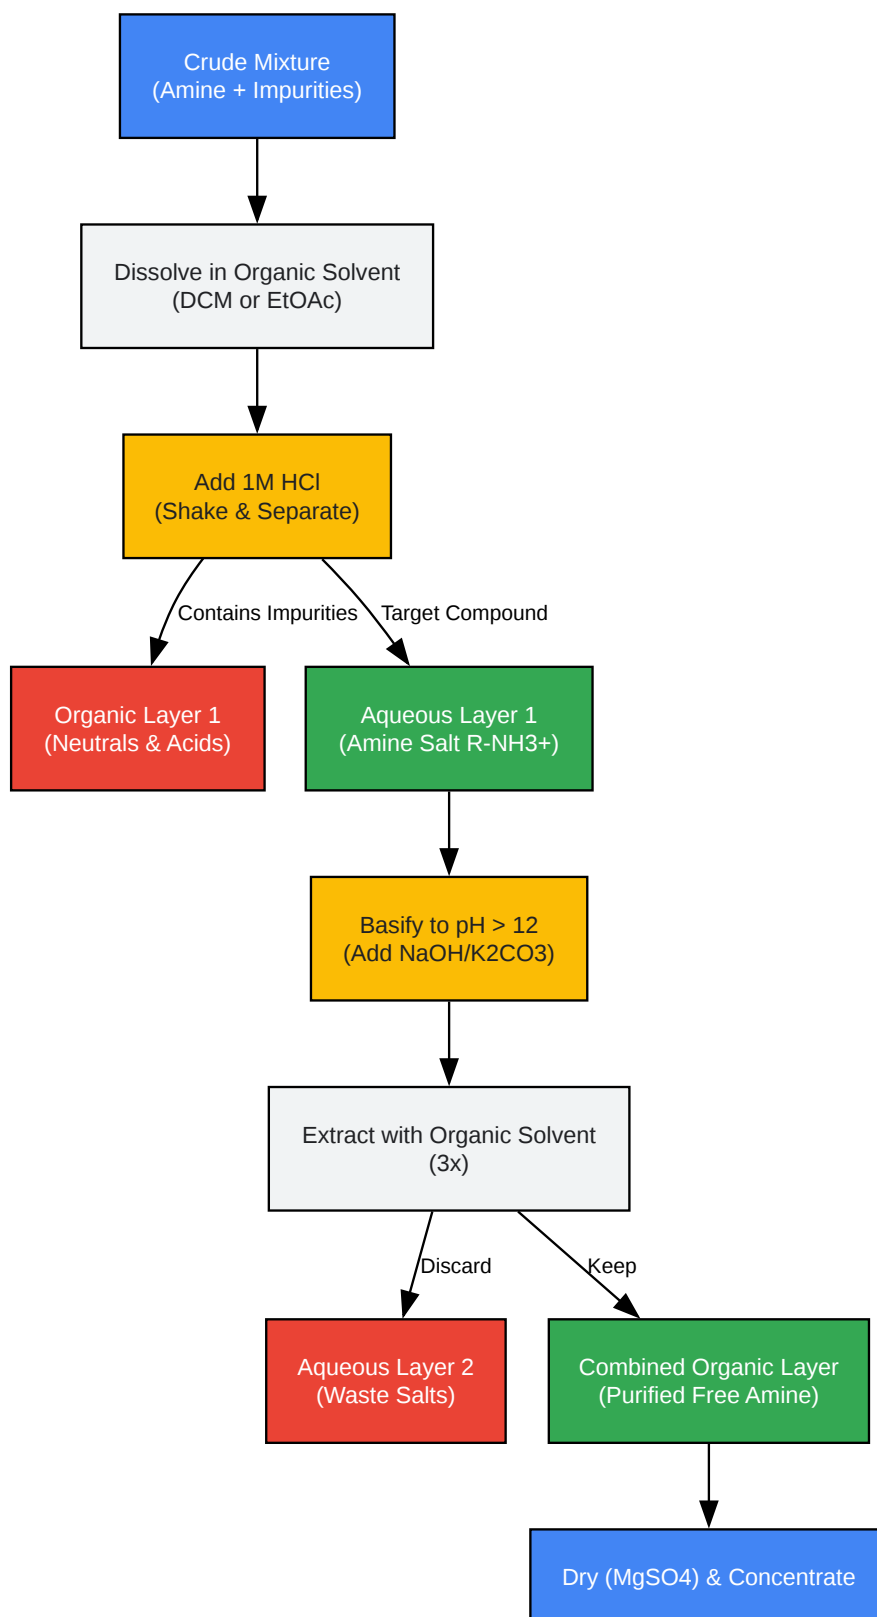 Crude Mixture
(Amine + Impurities)
Dissolve in Organic Solvent
(DCM or EtOAc)
Add 1M HCl
(Shake & Separate)
Contains Impurities
Target Compound
Organic Layer 1
(Neutrals & Acids)
Aqueous Layer 1
(Amine Salt R-NH3+)
Basify to pH > 12
(Add NaOH/K2CO3)
Extract with Organic Solvent
(3x)
Discard
Keep
Aqueous Layer 2
(Waste Salts)
Combined Organic Layer
(Purified Free Amine)
Dry (MgSO4) & Concentrate